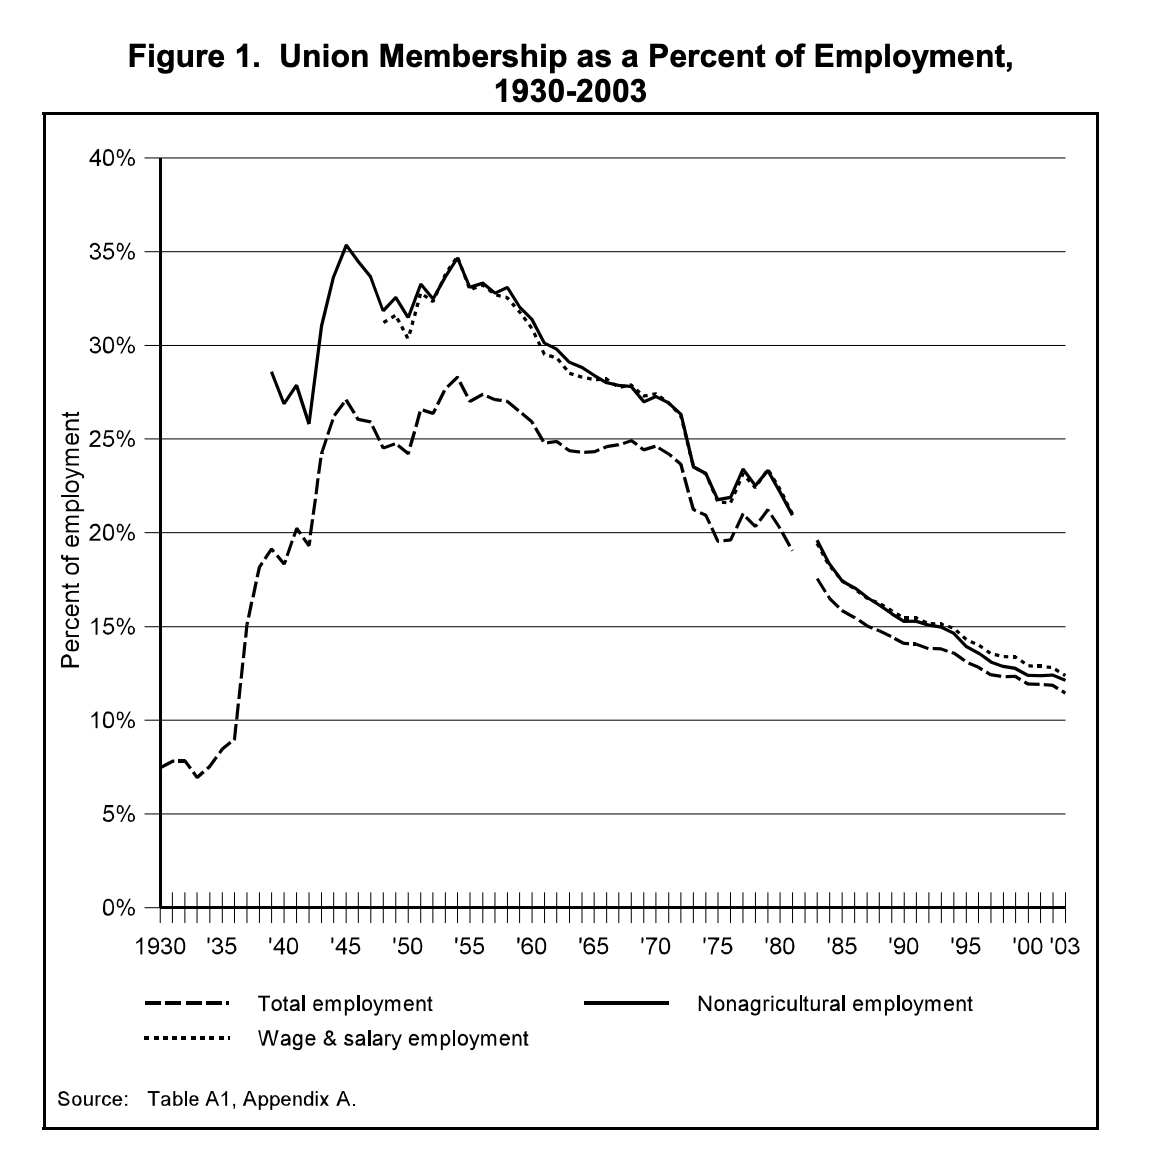 Figure 1. Union Membership as a Percent of Employment,
1930-2003
40%
35%
30%
25%
20%
15%
10%
5%
0%
Percent of employment
1930 '35 '40 '45 '50 '55 '60 '65 '70 '75 '80 '85 '90 '95 '00 '03
Total employment Nonagricultural employment
Wage & salary employment
Source: Table A1, Appendix A.